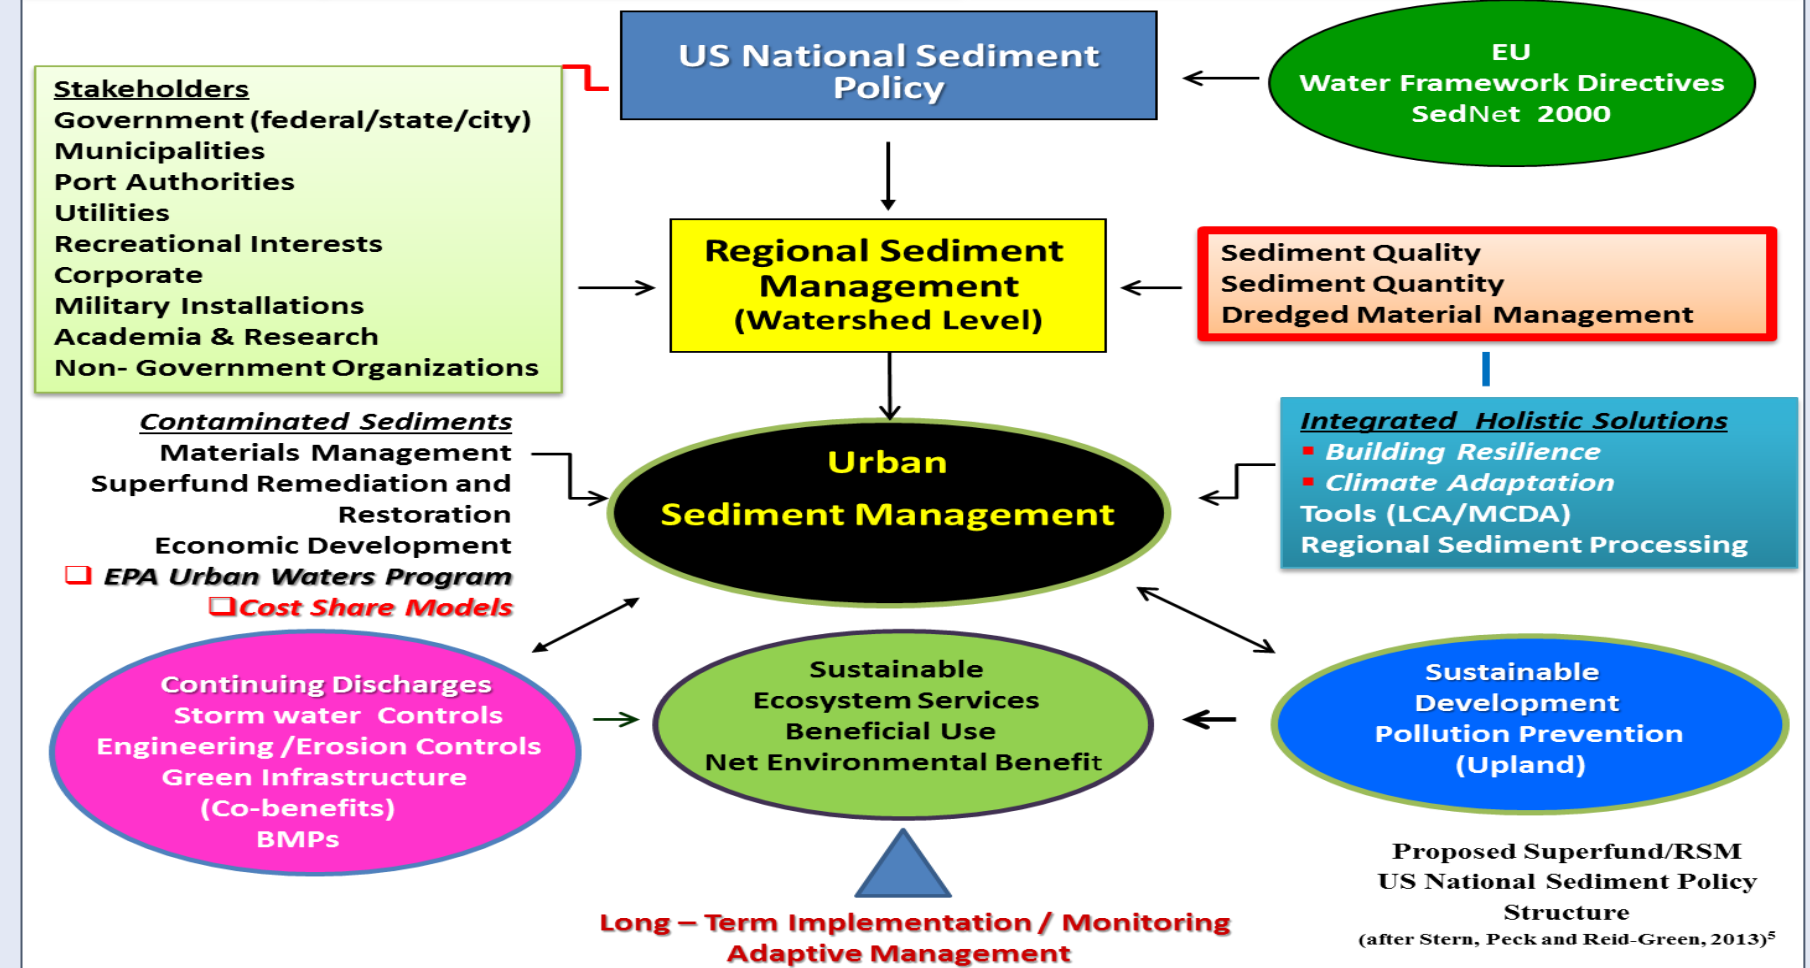 US National Sediment
Policy
EU
Water Framework Directives
SedNet 2000
Stakeholders
Government (federal/state/city)
Municipalities
Port Authorities
Utilities
Recreational Interests
Corporate
Military Installations
Academia & Research
Non- Government Organizations
Regional Sediment
Management
(Watershed Level)
Sediment Quality
Sediment Quantity
Dredged Material Management
Contaminated Sediments
Materials Management
Superfund Remediation and
Restoration
Economic Development
EPA Urban Waters Program
Cost Share Models
Urban
Sediment Management
Integrated Holistic Solutions
Building Resilience
Climate Adaptation
Tools (LCA/MCDA)
Regional Sediment Processing
Continuing Discharges
Storm water Controls
Engineering /Erosion Controls
Green Infrastructure
(Co-benefits)
BMPs
Sustainable
Ecosystem Services
Beneficial Use
Net Environmental Benefit
Sustainable
Development
Pollution Prevention
(Upland)
Long – Term Implementation / Monitoring
Adaptive Management
Proposed Superfund/RSM
US National Sediment Policy
Structure
(after Stern, Peck and Reid-Green, 2013)⁵